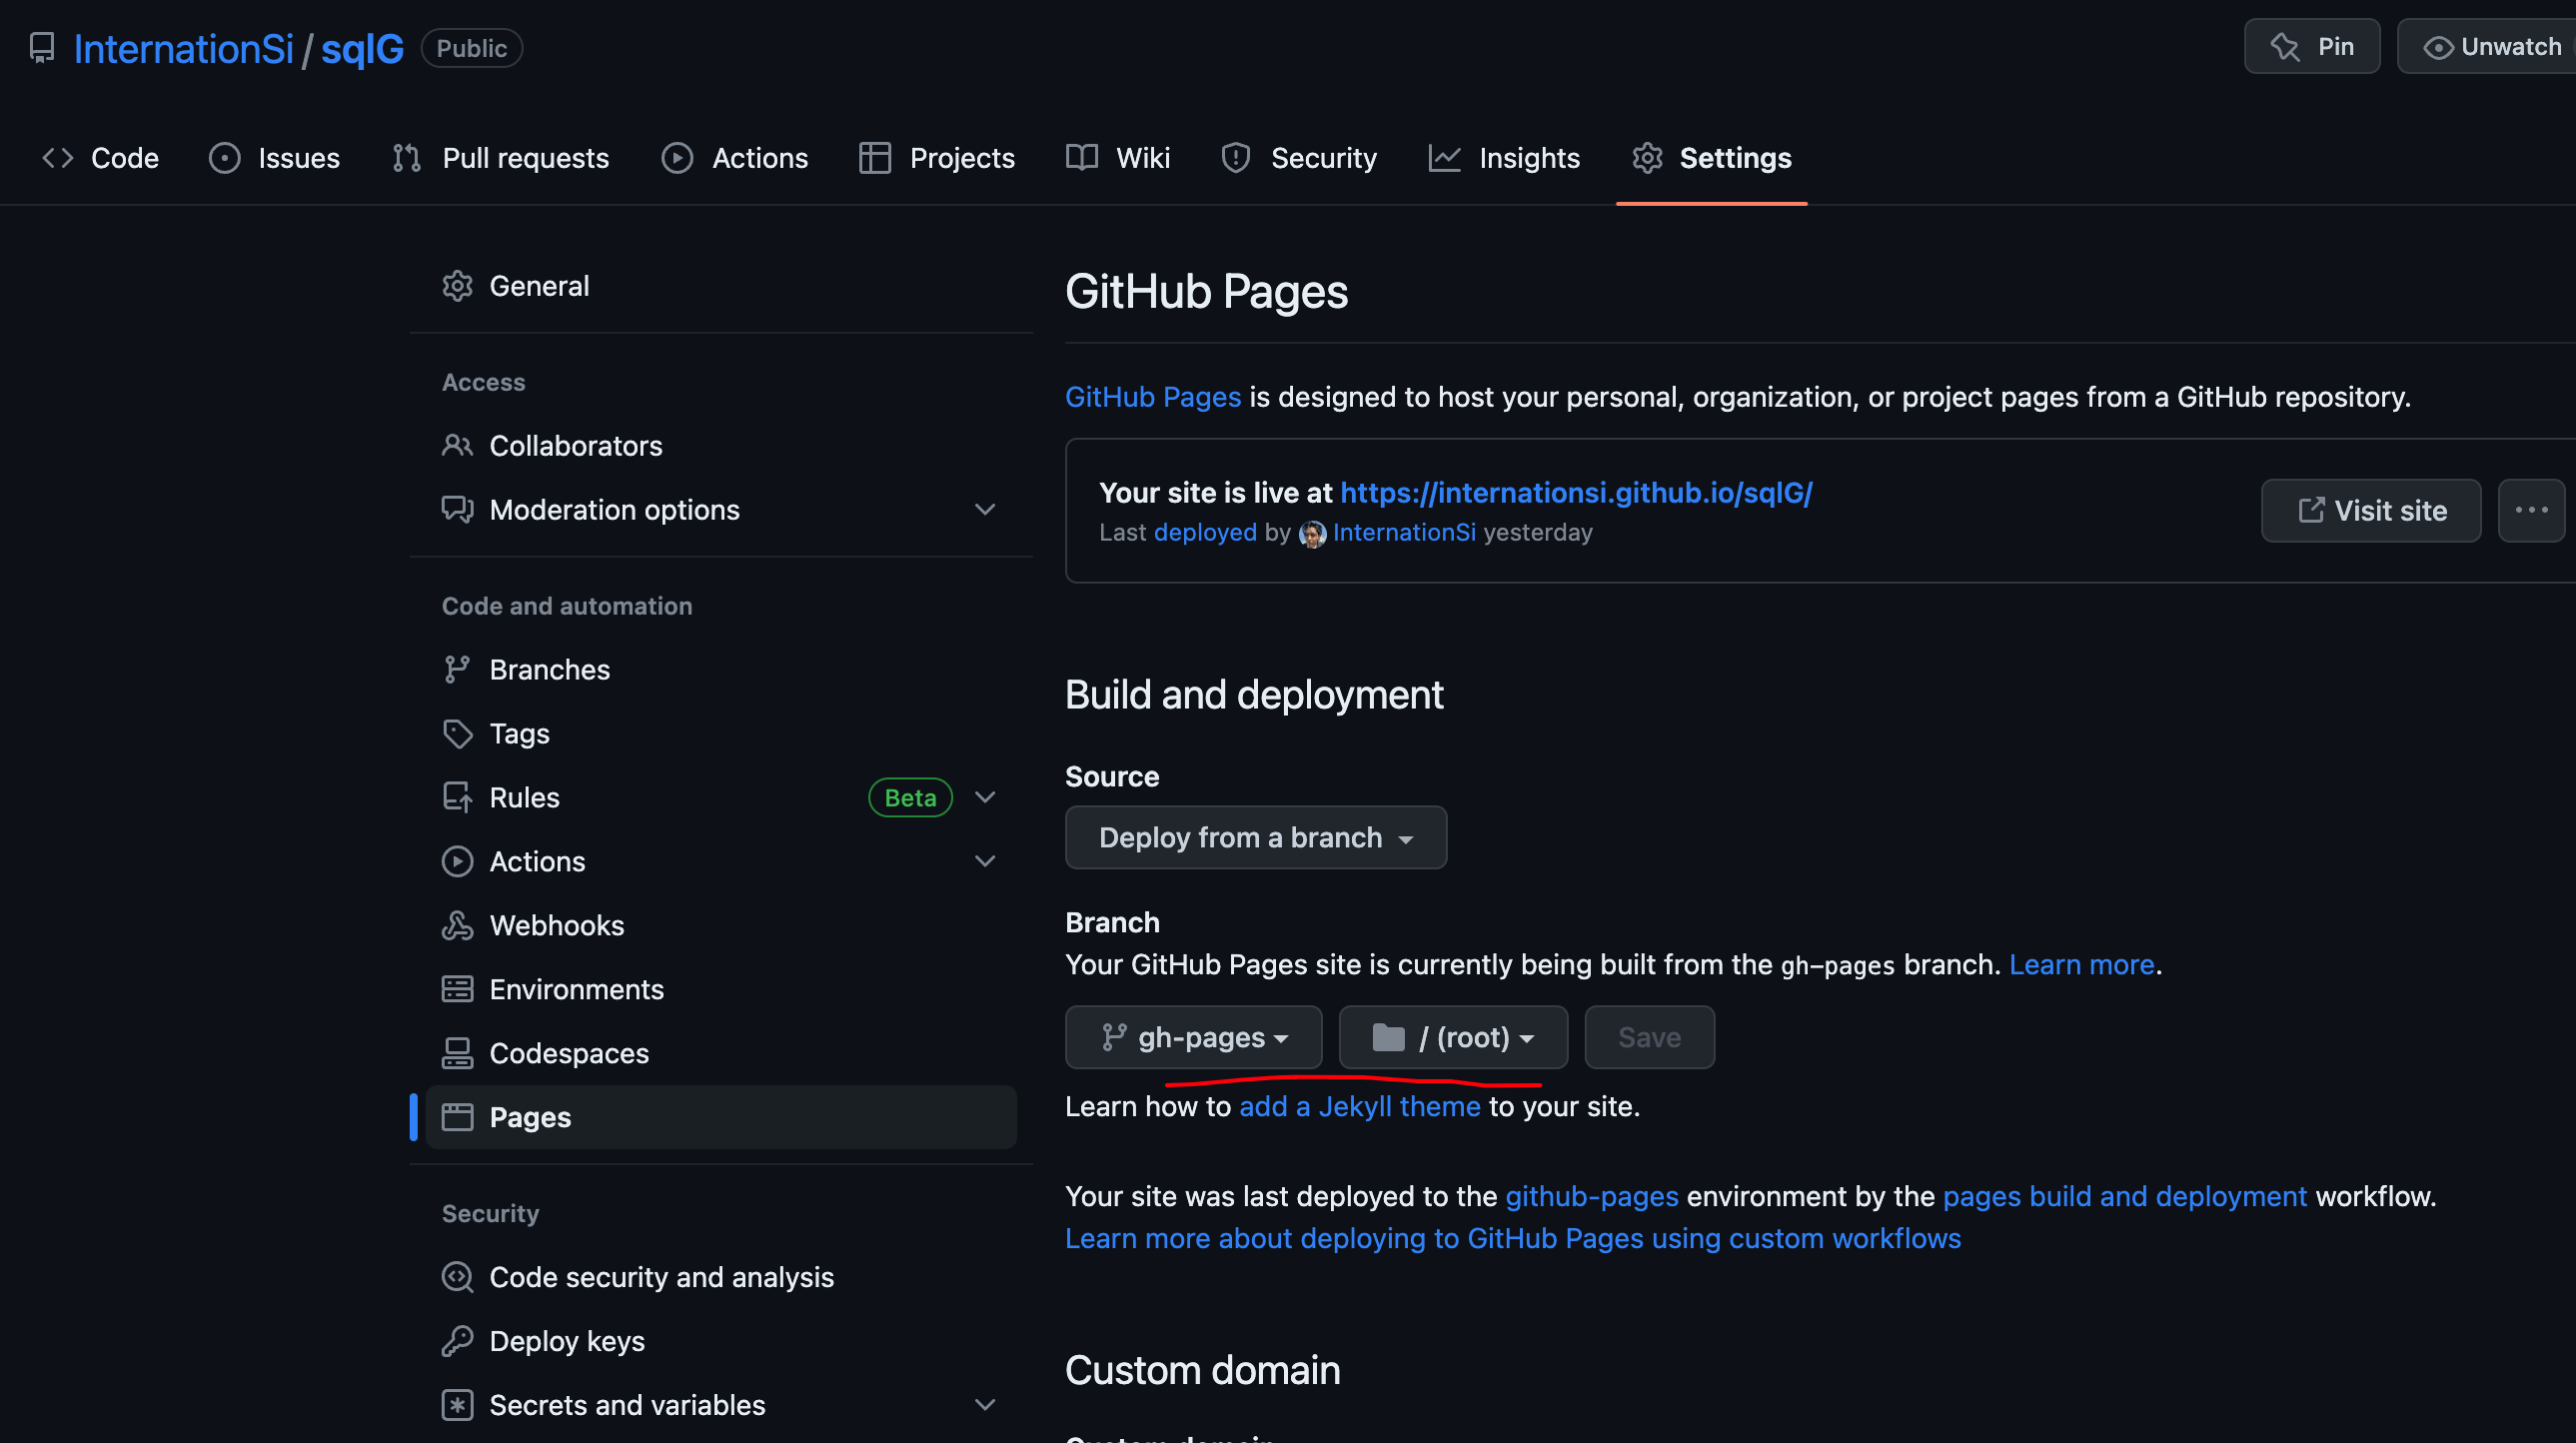 InternationSi / sqlG Public Pin Unwatch
Code Issues Pull requests Actions Projects Wiki Security Insights Settings
General
Access
Collaborators
Moderation options
Code and automation
Branches
Tags
Rules Beta
Actions
Webhooks
Environments
Codespaces
Pages
Security
Code security and analysis
Deploy keys
Secrets and variables
GitHub Pages
GitHub Pages is designed to host your personal, organization, or project pages from a GitHub repository.
Your site is live at https://internationsi.github.io/sqlG/
Last deployed by InternationSi yesterday
Visit site
Build and deployment
Source
Deploy from a branch
Branch
Your GitHub Pages site is currently being built from the gh-pages branch. Learn more.
gh-pages / (root) Save
Learn how to add a Jekyll theme to your site.
Your site was last deployed to the github-pages environment by the pages build and deployment workflow.
Learn more about deploying to GitHub Pages using custom workflows
Custom domain
Custom domain